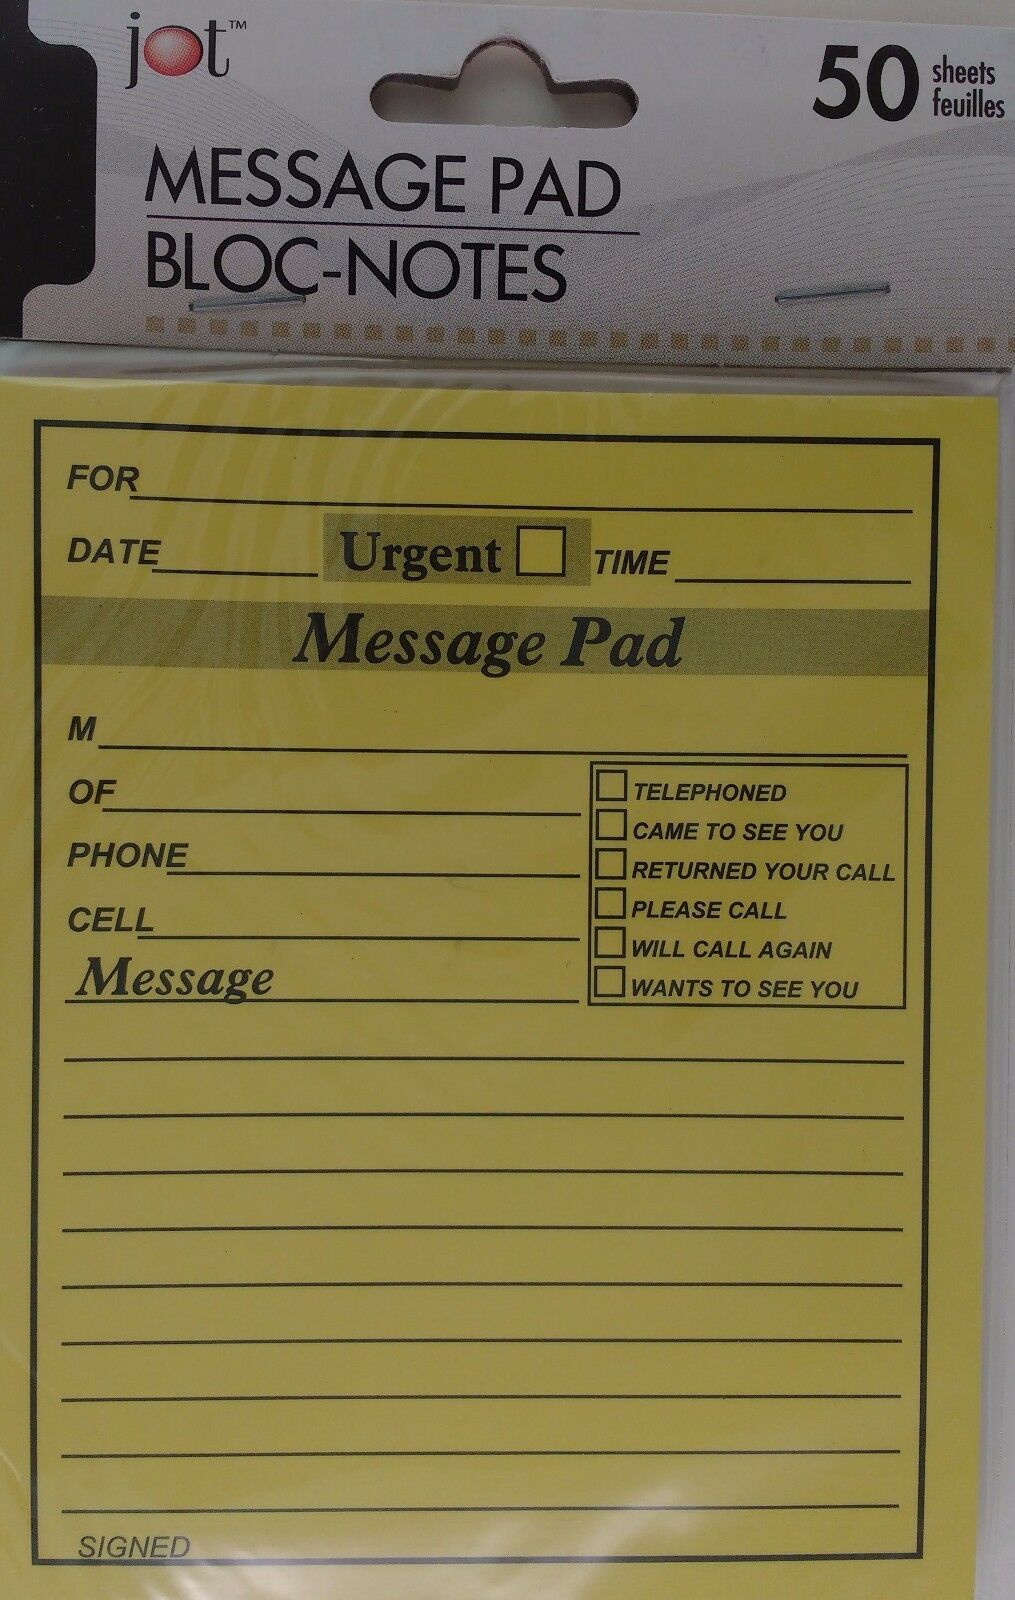 jot™
50 sheets
feuilles
MESSAGE PAD
BLOC-NOTES
FOR
DATE Urgent TIME
Message Pad
M
OF
PHONE
CELL
Message
TELEPHONED
CAME TO SEE YOU
RETURNED YOUR CALL
PLEASE CALL
WILL CALL AGAIN
WANTS TO SEE YOU
SIGNED